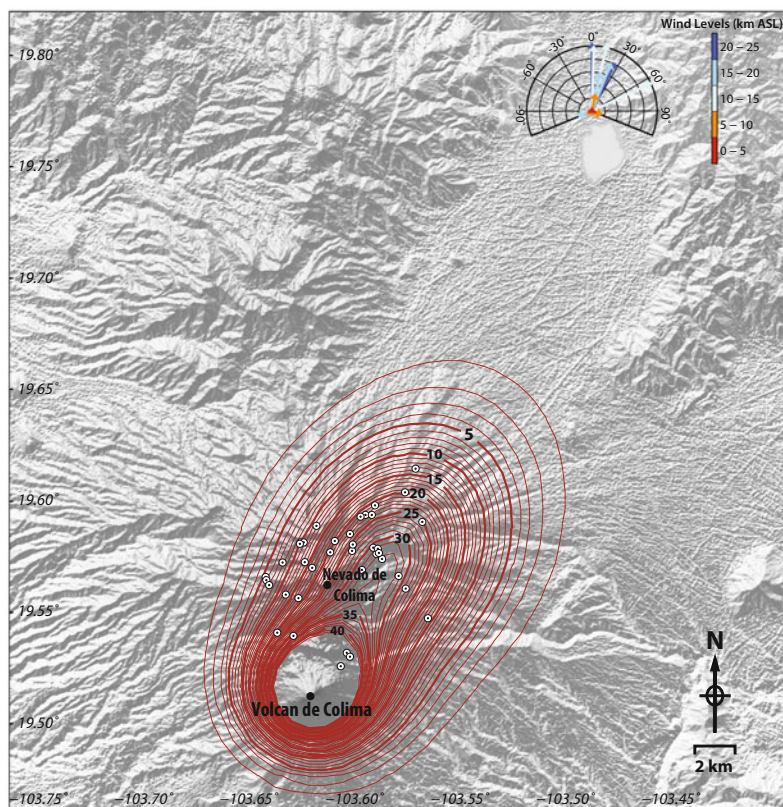 Wind Levels (km ASL)
-90˚
-60˚
-30˚
0˚
30˚
60˚
90˚
20 – 25
15 – 20
10 – 15
5 – 10
0 – 5
19.80˚
19.75˚
19.70˚
19.65˚
19.60˚
19.55˚
19.50˚
5
10
15
20
25
30
Nevado de
Colima
35
40
Volcan de Colima
N
2 km
−103.75˚
−103.70˚
−103.65˚
−103.60˚
−103.55˚
−103.50˚
−103.45˚